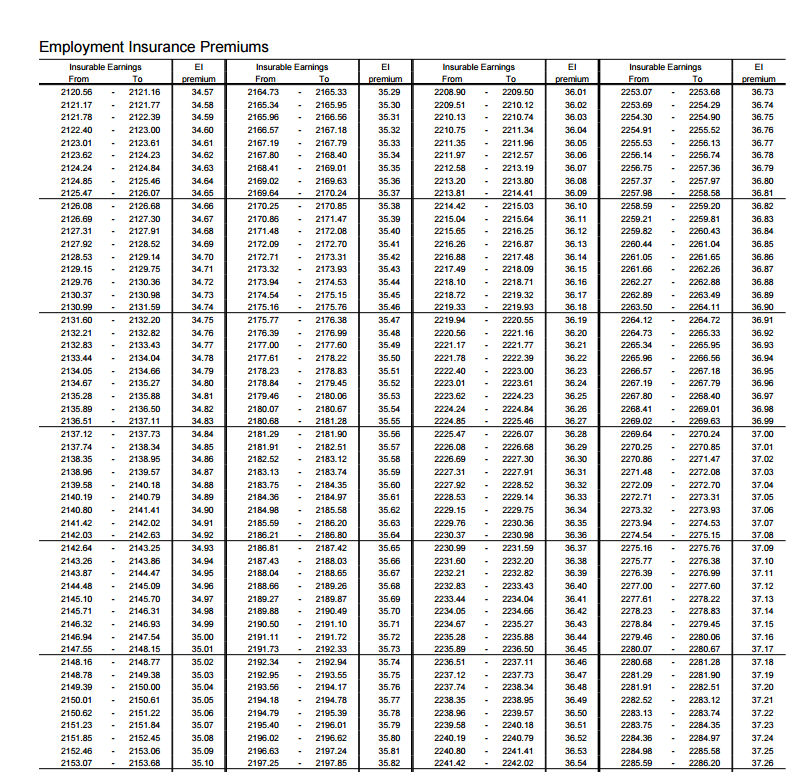 Employment Insurance Premiums
Insurable Earnings EI Insurable Earnings EI Insurable Earnings EI Insurable Earnings EI
From To premium From To premium From To premium From To premium
2120.56 - 2121.16 34.57 2164.73 - 2165.33 35.29 2208.90 - 2209.50 36.01 2253.07 - 2253.68 36.73
2121.17 - 2121.77 34.58 2165.34 - 2165.95 35.30 2209.51 - 2210.12 36.02 2253.69 - 2254.29 36.74
2121.78 - 2122.39 34.59 2165.96 - 2166.56 35.31 2210.13 - 2210.74 36.03 2254.30 - 2254.90 36.75
2122.40 - 2123.00 34.60 2166.57 - 2167.18 35.32 2210.75 - 2211.34 36.04 2254.91 - 2255.52 36.76
2123.01 - 2123.61 34.61 2167.19 - 2167.79 35.33 2211.35 - 2211.96 36.05 2255.53 - 2256.13 36.77
2123.62 - 2124.23 34.62 2167.80 - 2168.40 35.34 2211.97 - 2212.57 36.06 2256.14 - 2256.74 36.78
2124.24 - 2124.84 34.63 2168.41 - 2169.01 35.35 2212.58 - 2213.19 36.07 2256.75 - 2257.36 36.79
2124.85 - 2125.46 34.64 2169.02 - 2169.63 35.36 2213.20 - 2213.80 36.08 2257.37 - 2257.97 36.80
2125.47 - 2126.07 34.65 2169.64 - 2170.24 35.37 2213.81 - 2214.41 36.09 2257.98 - 2258.58 36.81
2126.08 - 2126.68 34.66 2170.25 - 2170.85 35.38 2214.42 - 2215.03 36.10 2258.59 - 2259.20 36.82
2126.69 - 2127.30 34.67 2170.86 - 2171.47 35.39 2215.04 - 2215.64 36.11 2259.21 - 2259.81 36.83
2127.31 - 2127.91 34.68 2171.48 - 2172.08 35.40 2215.65 - 2216.25 36.12 2259.82 - 2260.43 36.84
2127.92 - 2128.52 34.69 2172.09 - 2172.70 35.41 2216.26 - 2216.87 36.13 2260.44 - 2261.04 36.85
2128.53 - 2129.14 34.70 2172.71 - 2173.31 35.42 2216.88 - 2217.48 36.14 2261.05 - 2261.65 36.86
2129.15 - 2129.75 34.71 2173.32 - 2173.93 35.43 2217.49 - 2218.09 36.15 2261.66 - 2262.26 36.87
2129.76 - 2130.36 34.72 2173.94 - 2174.53 35.44 2218.10 - 2218.71 36.16 2262.27 - 2262.88 36.88
2130.37 - 2130.98 34.73 2174.54 - 2175.15 35.45 2218.72 - 2219.32 36.17 2262.89 - 2263.49 36.89
2130.99 - 2131.59 34.74 2175.16 - 2175.76 35.46 2219.33 - 2219.93 36.18 2263.50 - 2264.11 36.90
2131.60 - 2132.20 34.75 2175.77 - 2176.38 35.47 2219.94 - 2220.55 36.19 2264.12 - 2264.72 36.91
2132.21 - 2132.82 34.76 2176.39 - 2176.99 35.48 2220.56 - 2221.16 36.20 2264.73 - 2265.33 36.92
2132.83 - 2133.43 34.77 2177.00 - 2177.60 35.49 2221.17 - 2221.77 36.21 2265.34 - 2265.95 36.93
2133.44 - 2134.04 34.78 2177.61 - 2178.22 35.50 2221.78 - 2222.39 36.22 2265.96 - 2266.56 36.94
2134.05 - 2134.66 34.79 2178.23 - 2178.83 35.51 2222.40 - 2223.00 36.23 2266.57 - 2267.18 36.95
2134.67 - 2135.27 34.80 2178.84 - 2179.45 35.52 2223.01 - 2223.61 36.24 2267.19 - 2267.79 36.96
2135.28 - 2135.88 34.81 2179.46 - 2180.06 35.53 2223.62 - 2224.23 36.25 2267.80 - 2268.40 36.97
2135.89 - 2136.50 34.82 2180.07 - 2180.67 35.54 2224.24 - 2224.84 36.26 2268.41 - 2269.01 36.98
2136.51 - 2137.11 34.83 2180.68 - 2181.28 35.55 2224.85 - 2225.46 36.27 2269.02 - 2269.63 36.99
2137.12 - 2137.73 34.84 2181.29 - 2181.90 35.56 2225.47 - 2226.07 36.28 2269.64 - 2270.24 37.00
2137.74 - 2138.34 34.85 2181.91 - 2182.51 35.57 2226.08 - 2226.68 36.29 2270.25 - 2270.85 37.01
2138.35 - 2138.95 34.86 2182.52 - 2183.12 35.58 2226.69 - 2227.30 36.30 2270.86 - 2271.47 37.02
2138.96 - 2139.57 34.87 2183.13 - 2183.74 35.59 2227.31 - 2227.91 36.31 2271.48 - 2272.08 37.03
2139.58 - 2140.18 34.88 2183.75 - 2184.35 35.60 2227.92 - 2228.52 36.32 2272.09 - 2272.70 37.04
2140.19 - 2140.79 34.89 2184.36 - 2184.97 35.61 2228.53 - 2229.14 36.33 2272.71 - 2273.31 37.05
2140.80 - 2141.41 34.90 2184.98 - 2185.58 35.62 2229.15 - 2229.75 36.34 2273.32 - 2273.93 37.06
2141.42 - 2142.02 34.91 2185.59 - 2186.20 35.63 2229.76 - 2230.36 36.35 2273.94 - 2274.53 37.07
2142.03 - 2142.63 34.92 2186.21 - 2186.80 35.64 2230.37 - 2230.98 36.36 2274.54 - 2275.15 37.08
2142.64 - 2143.25 34.93 2186.81 - 2187.42 35.65 2230.99 - 2231.59 36.37 2275.16 - 2275.76 37.09
2143.26 - 2143.86 34.94 2187.43 - 2188.03 35.66 2231.60 - 2232.20 36.38 2275.77 - 2276.38 37.10
2143.87 - 2144.47 34.95 2188.04 - 2188.65 35.67 2232.21 - 2232.82 36.39 2276.39 - 2276.99 37.11
2144.48 - 2145.09 34.96 2188.66 - 2189.26 35.68 2232.83 - 2233.43 36.40 2277.00 - 2277.60 37.12
2145.10 - 2145.70 34.97 2189.27 - 2189.87 35.69 2233.44 - 2234.04 36.41 2277.61 - 2278.22 37.13
2145.71 - 2146.31 34.98 2189.88 - 2190.49 35.70 2234.05 - 2234.66 36.42 2278.23 - 2278.83 37.14
2146.32 - 2146.93 34.99 2190.50 - 2191.10 35.71 2234.67 - 2235.27 36.43 2278.84 - 2279.45 37.15
2146.94 - 2147.54 35.00 2191.11 - 2191.72 35.72 2235.28 - 2235.88 36.44 2279.46 - 2280.06 37.16
2147.55 - 2148.15 35.01 2191.73 - 2192.33 35.73 2235.89 - 2236.50 36.45 2280.07 - 2280.67 37.17
2148.16 - 2148.77 35.02 2192.34 - 2192.94 35.74 2236.51 - 2237.11 36.46 2280.68 - 2281.28 37.18
2148.78 - 2149.38 35.03 2192.95 - 2193.55 35.75 2237.12 - 2237.73 36.47 2281.29 - 2281.90 37.19
2149.39 - 2150.00 35.04 2193.56 - 2194.17 35.76 2237.74 - 2238.34 36.48 2281.91 - 2282.51 37.20
2150.01 - 2150.61 35.05 2194.18 - 2194.78 35.77 2238.35 - 2238.95 36.49 2282.52 - 2283.12 37.21
2150.62 - 2151.22 35.06 2194.79 - 2195.39 35.78 2238.96 - 2239.57 36.50 2283.13 - 2283.74 37.22
2151.23 - 2151.84 35.07 2195.40 - 2196.01 35.79 2239.58 - 2240.18 36.51 2283.75 - 2284.35 37.23
2151.85 - 2152.45 35.08 2196.02 - 2196.62 35.80 2240.19 - 2240.79 36.52 2284.36 - 2284.97 37.24
2152.46 - 2153.06 35.09 2196.63 - 2197.24 35.81 2240.80 - 2241.41 36.53 2284.98 - 2285.58 37.25
2153.07 - 2153.68 35.10 2197.25 - 2197.85 35.82 2241.42 - 2242.02 36.54 2285.59 - 2286.20 37.26